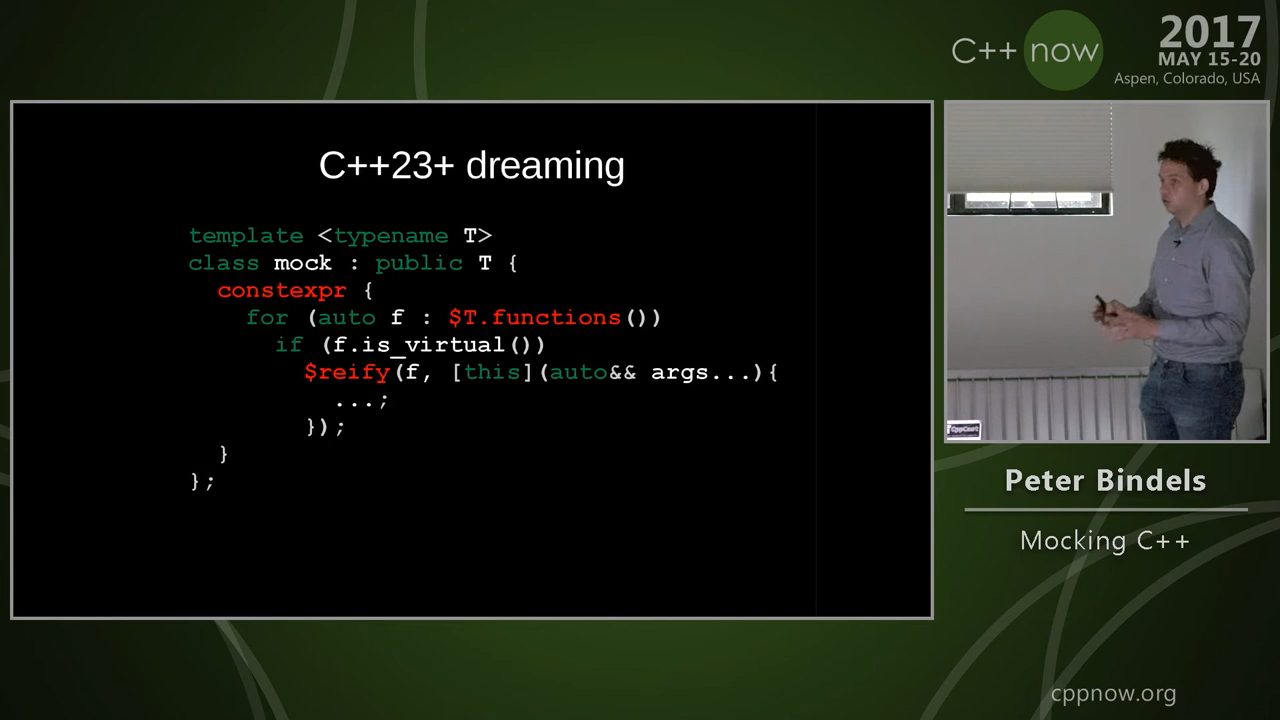 C++ now
2017
MAY 15-20
Aspen, Colorado, USA
C++23+ dreaming
template <typename T>
class mock : public T {
constexpr {
for (auto f : $T.functions())
if (f.is_virtual())
$reify(f, [this](auto&& args...){
...;
});
}
};
CppCast
Peter Bindels
Mocking C++
cppnow.org